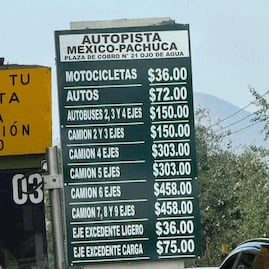 TU
TA
A
IÓN
O
03
AUTOPISTA
MEXICO-PACHUCA
PLAZA DE COBRO Nº 21 OJO DE AGUA
MOTOCICLETAS $36.00
AUTOS $72.00
AUTOBUSES 2, 3 Y 4 EJES $150.00
CAMION 2 Y 3 EJES $150.00
CAMION 4 EJES $303.00
CAMION 5 EJES $303.00
CAMION 6 EJES $458.00
CAMION 7, 8 Y 9 EJES $458.00
EJE EXCEDENTE LIGERO $36.00
EJE EXCEDENTE CARGA $75.00